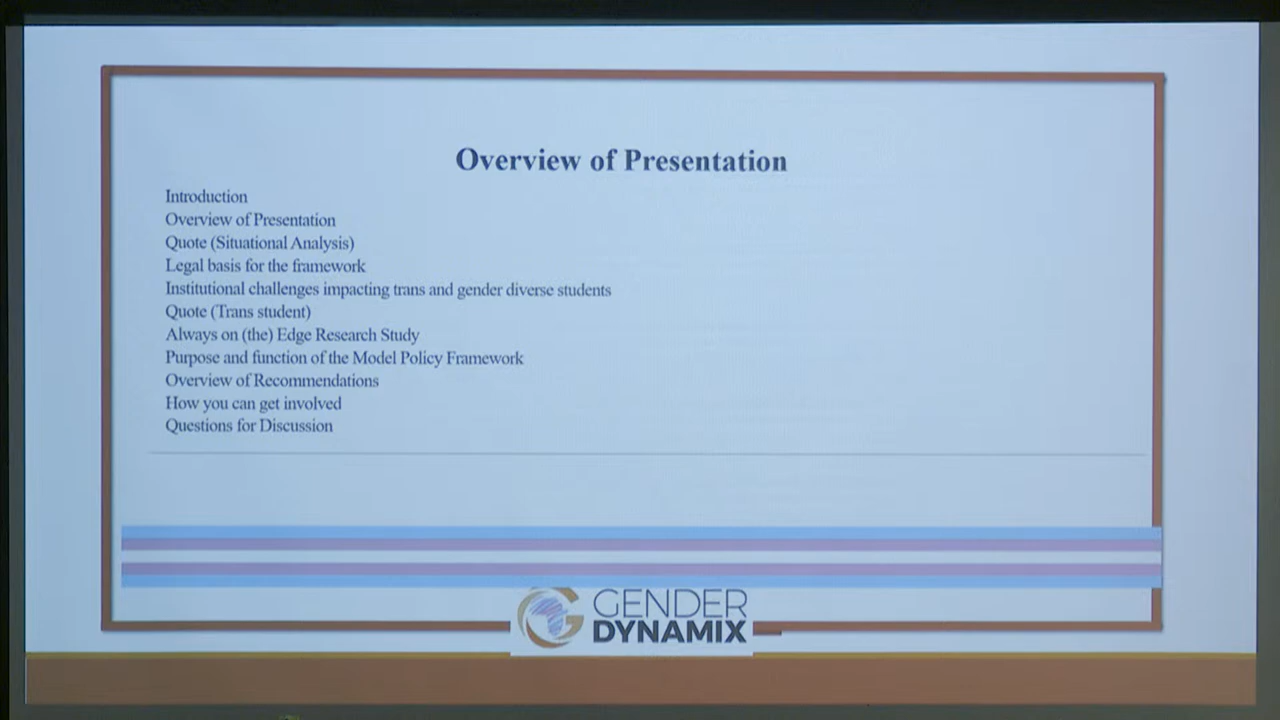 Overview of Presentation
Introduction
Overview of Presentation
Quote (Situational Analysis)
Legal basis for the framework
Institutional challenges impacting trans and gender diverse students
Quote (Trans student)
Always on (the) Edge Research Study
Purpose and function of the Model Policy Framework
Overview of Recommendations
How you can get involved
Questions for Discussion
GENDER
DYNAMIX